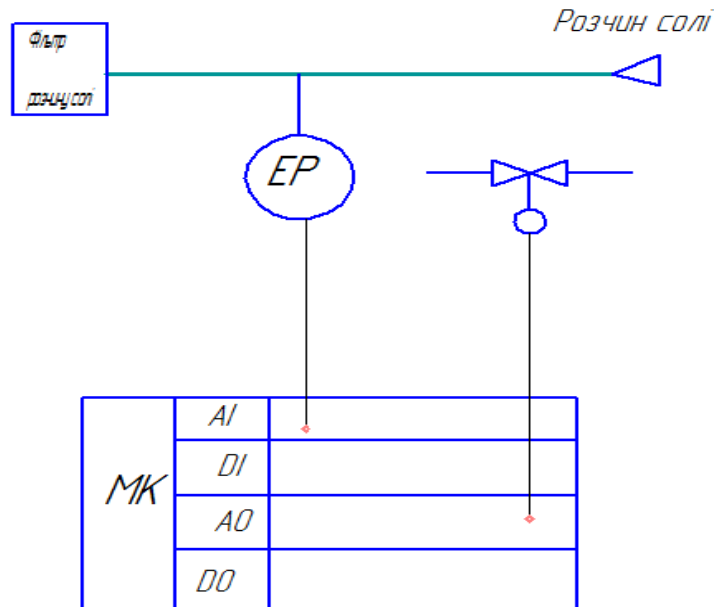 Розчин солі
Фільтр
розчину солі
EP
MK
AI
DI
AO
DO